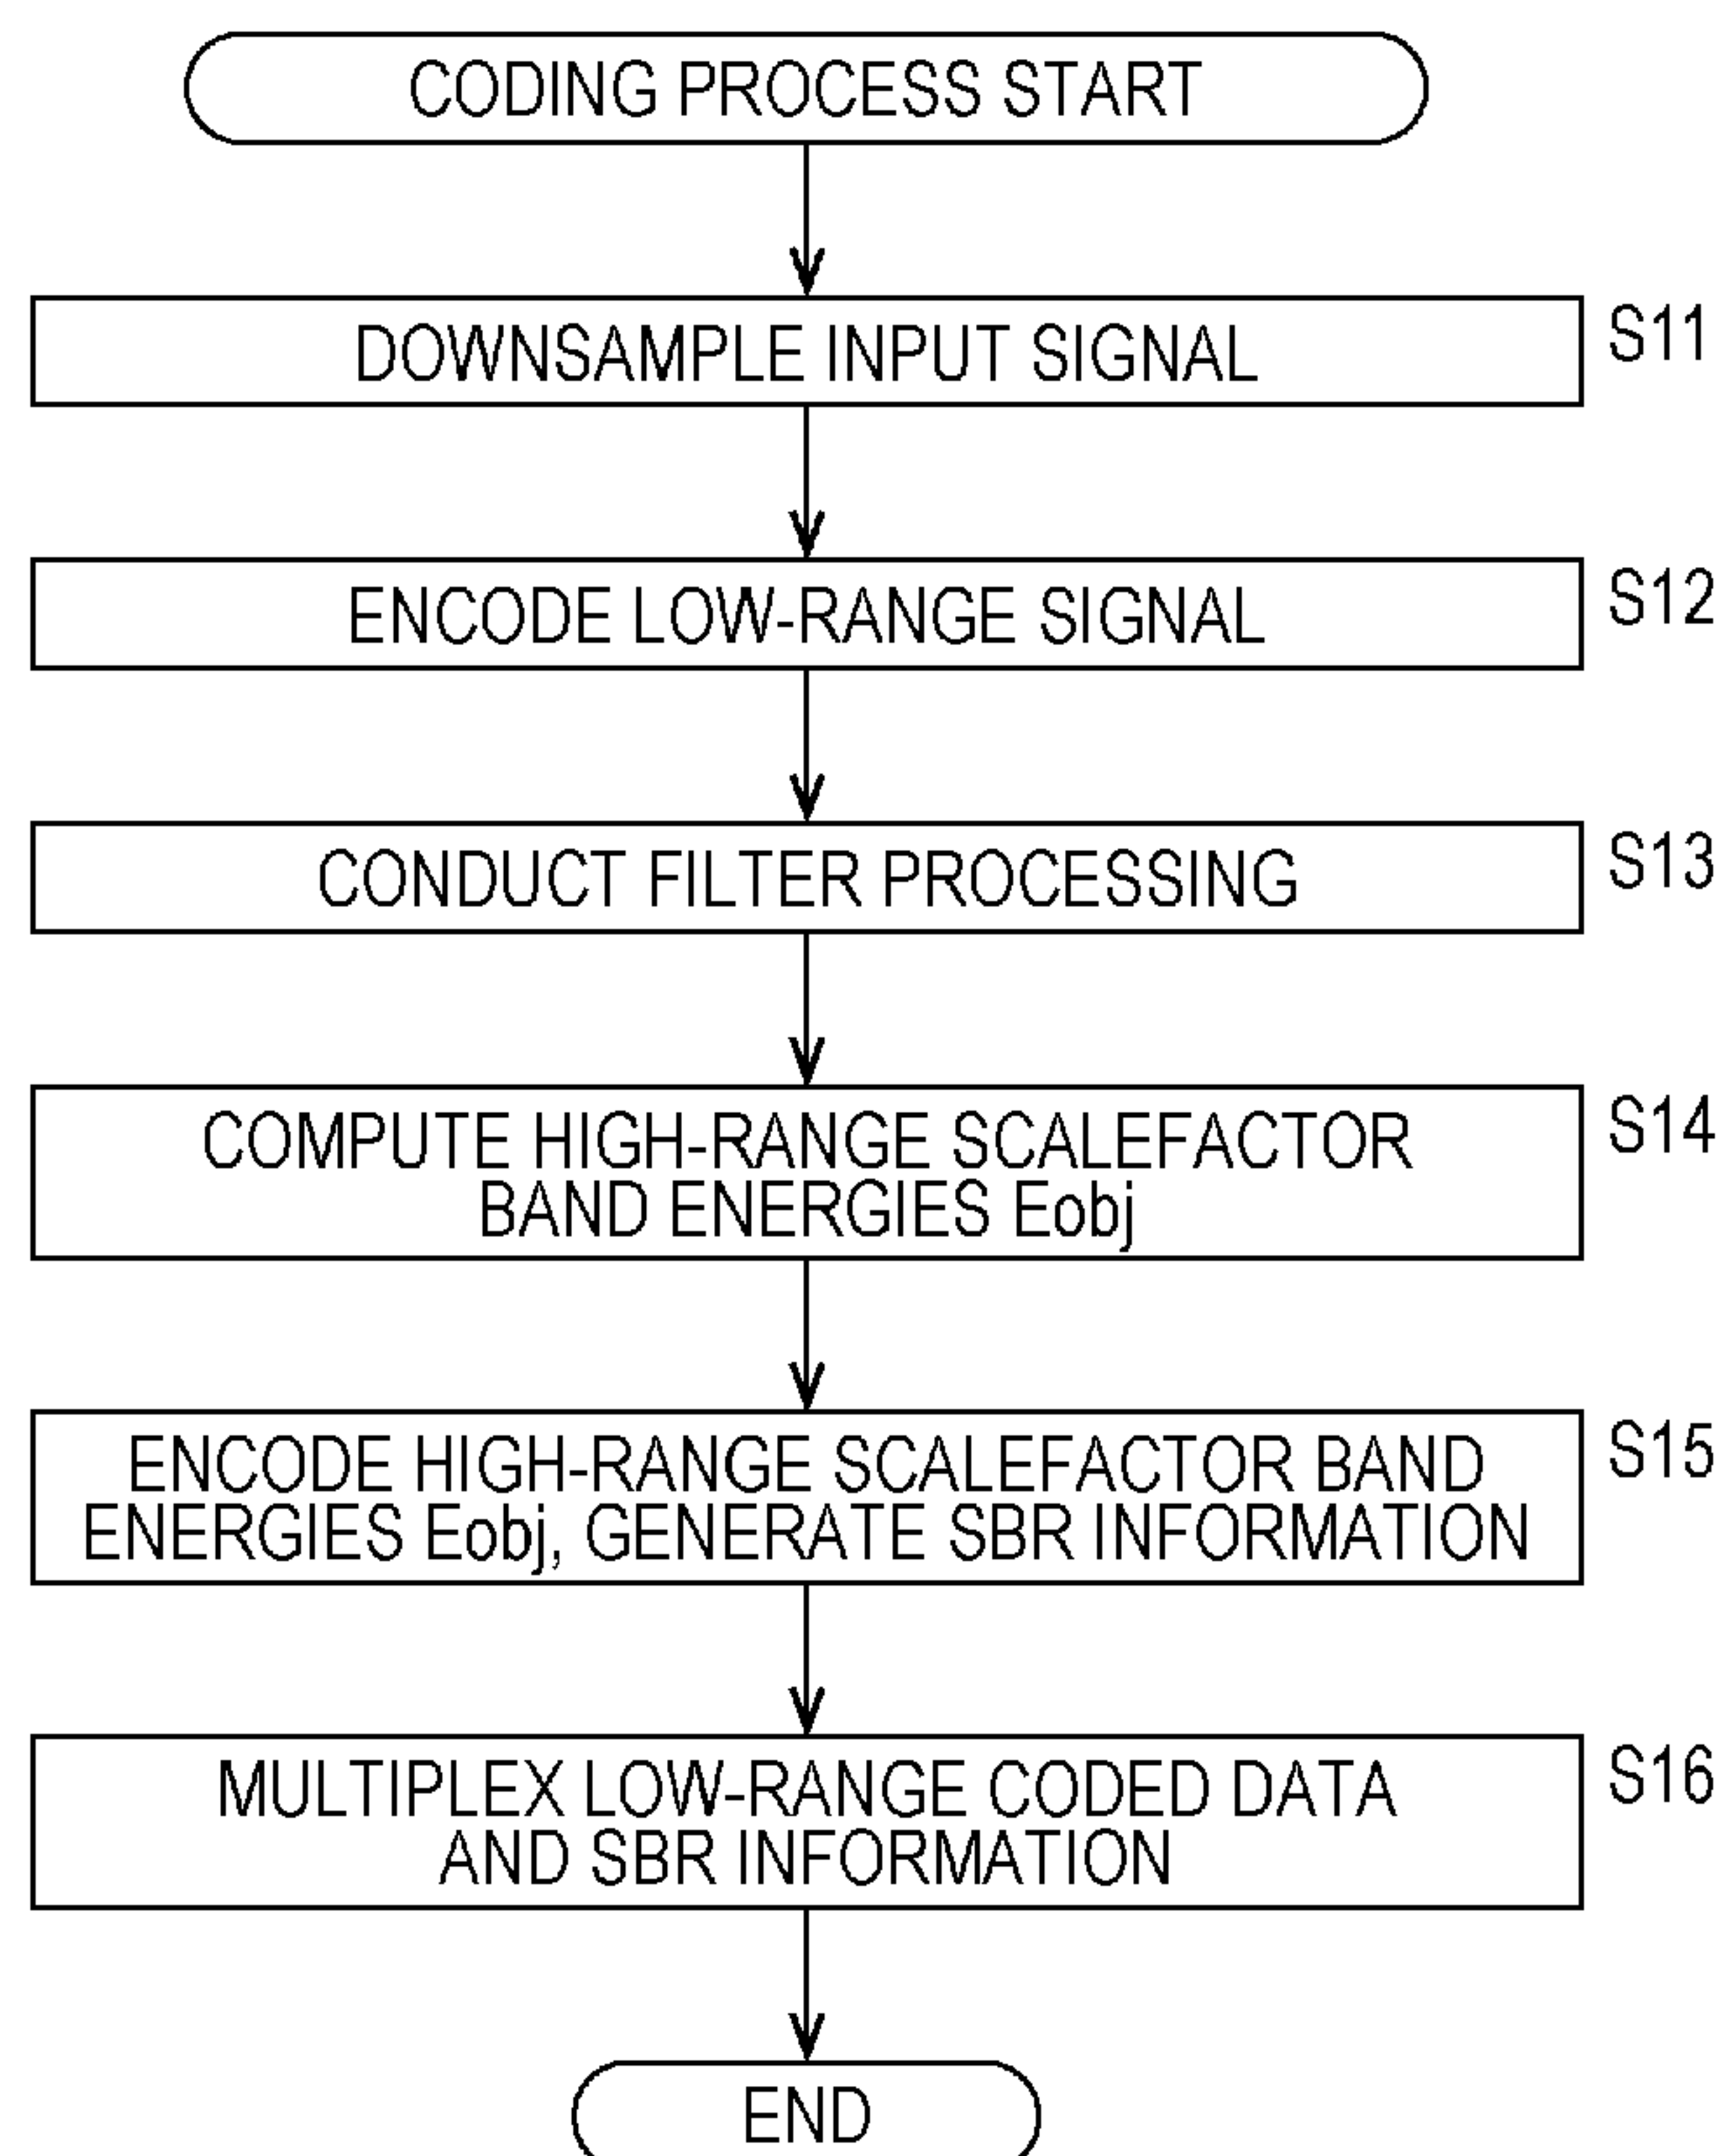 CODING PROCESS START
DOWNSAMPLE INPUT SIGNAL
S11
ENCODE LOW-RANGE SIGNAL
S12
CONDUCT FILTER PROCESSING
S13
COMPUTE HIGH-RANGE SCALEFACTOR
BAND ENERGIES Eobj
S14
ENCODE HIGH-RANGE SCALEFACTOR BAND
ENERGIES Eobj, GENERATE SBR INFORMATION
S15
MULTIPLEX LOW-RANGE CODED DATA
AND SBR INFORMATION
S16
END